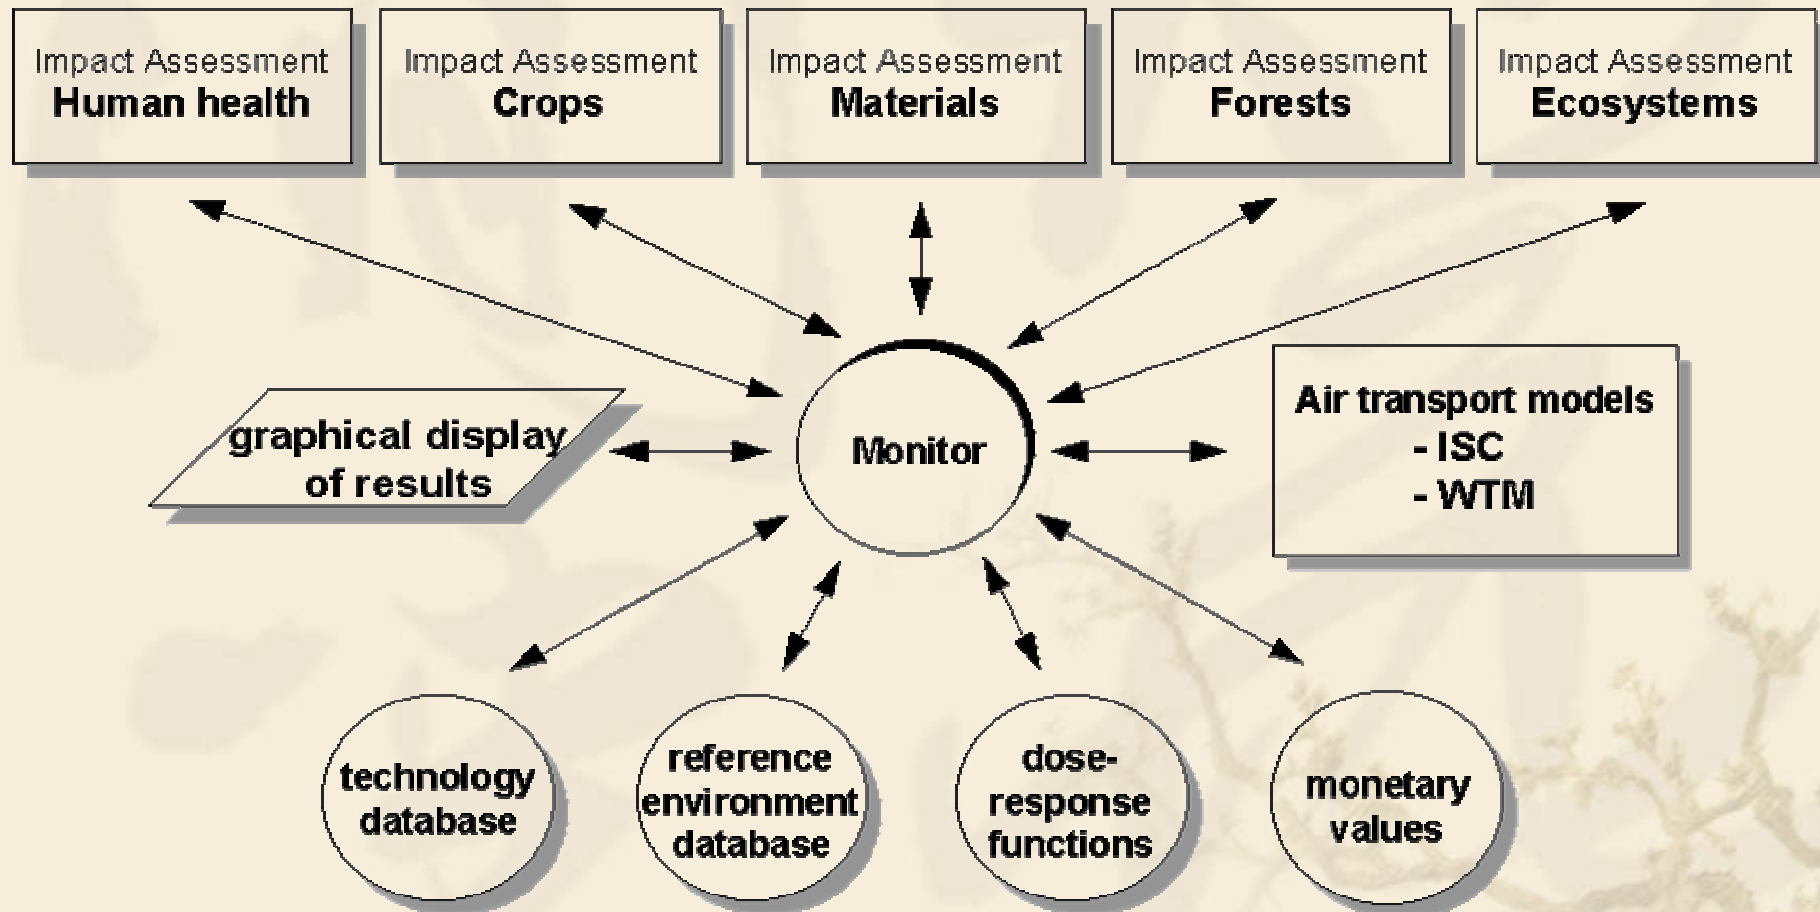 Impact Assessment
Human health
Impact Assessment
Crops
Impact Assessment
Materials
Impact Assessment
Forests
Impact Assessment
Ecosystems
graphical display
of results
Monitor
Air transport models
- ISC
- WTM
technology
database
reference
environment
database
dose-
response
functions
monetary
values